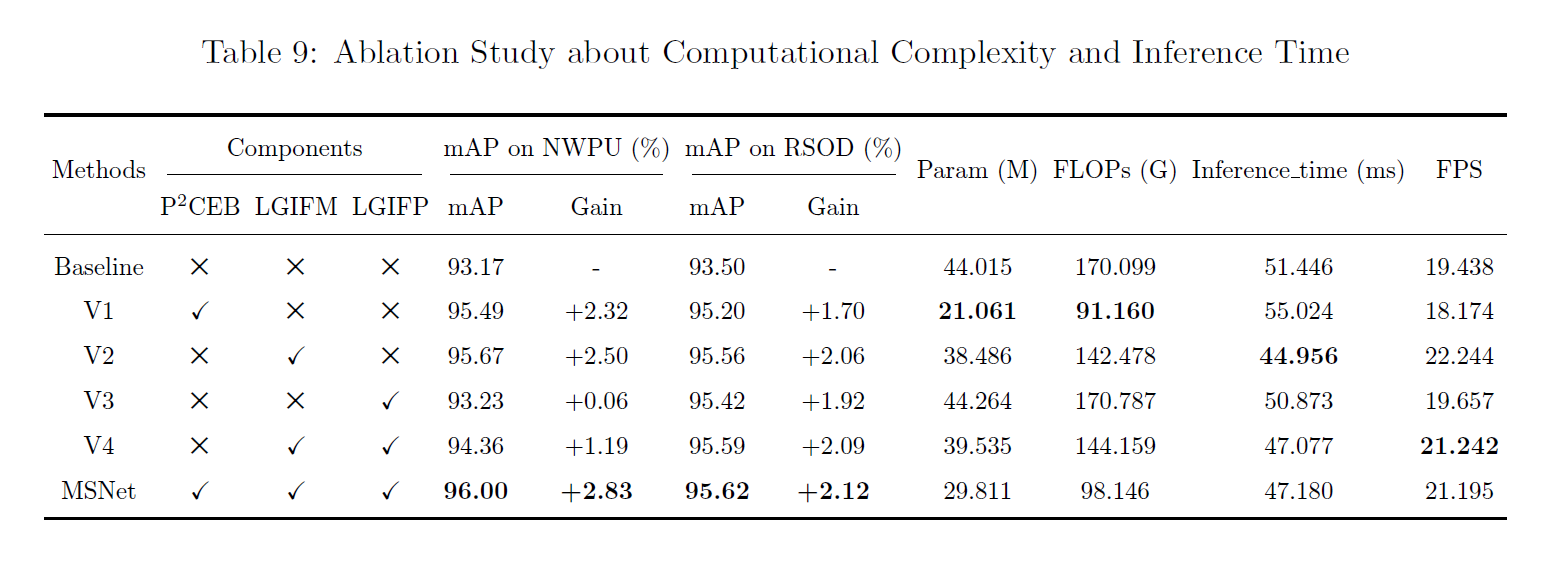 Table 9: Ablation Study about Computational Complexity and Inference Time
Methods Components mAP on NWPU (%) mAP on RSOD (%) Param (M) FLOPs (G) Inference_time (ms) FPS
P²CEB LGIFM LGIFP mAP Gain mAP Gain
Baseline ✕ ✕ ✕ 93.17 - 93.50 - 44.015 170.099 51.446 19.438
V1 ✓ ✕ ✕ 95.49 +2.32 95.20 +1.70 21.061 91.160 55.024 18.174
V2 ✕ ✓ ✕ 95.67 +2.50 95.56 +2.06 38.486 142.478 44.956 22.244
V3 ✕ ✕ ✓ 93.23 +0.06 95.42 +1.92 44.264 170.787 50.873 19.657
V4 ✕ ✓ ✓ 94.36 +1.19 95.59 +2.09 39.535 144.159 47.077 21.242
MSNet ✓ ✓ ✓ 96.00 +2.83 95.62 +2.12 29.811 98.146 47.180 21.195